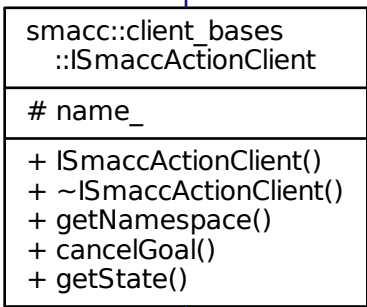 smacc::client_bases
::ISmaccActionClient
# name_
+ ISmaccActionClient()
+ ~ISmaccActionClient()
+ getNamespace()
+ cancelGoal()
+ getState()